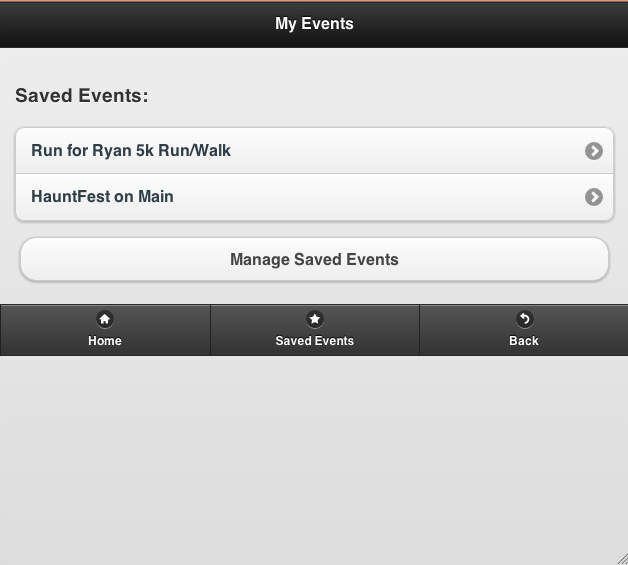 My Events
Saved Events:
Run for Ryan 5k Run/Walk
HauntFest on Main
Manage Saved Events
Home
Saved Events
Back